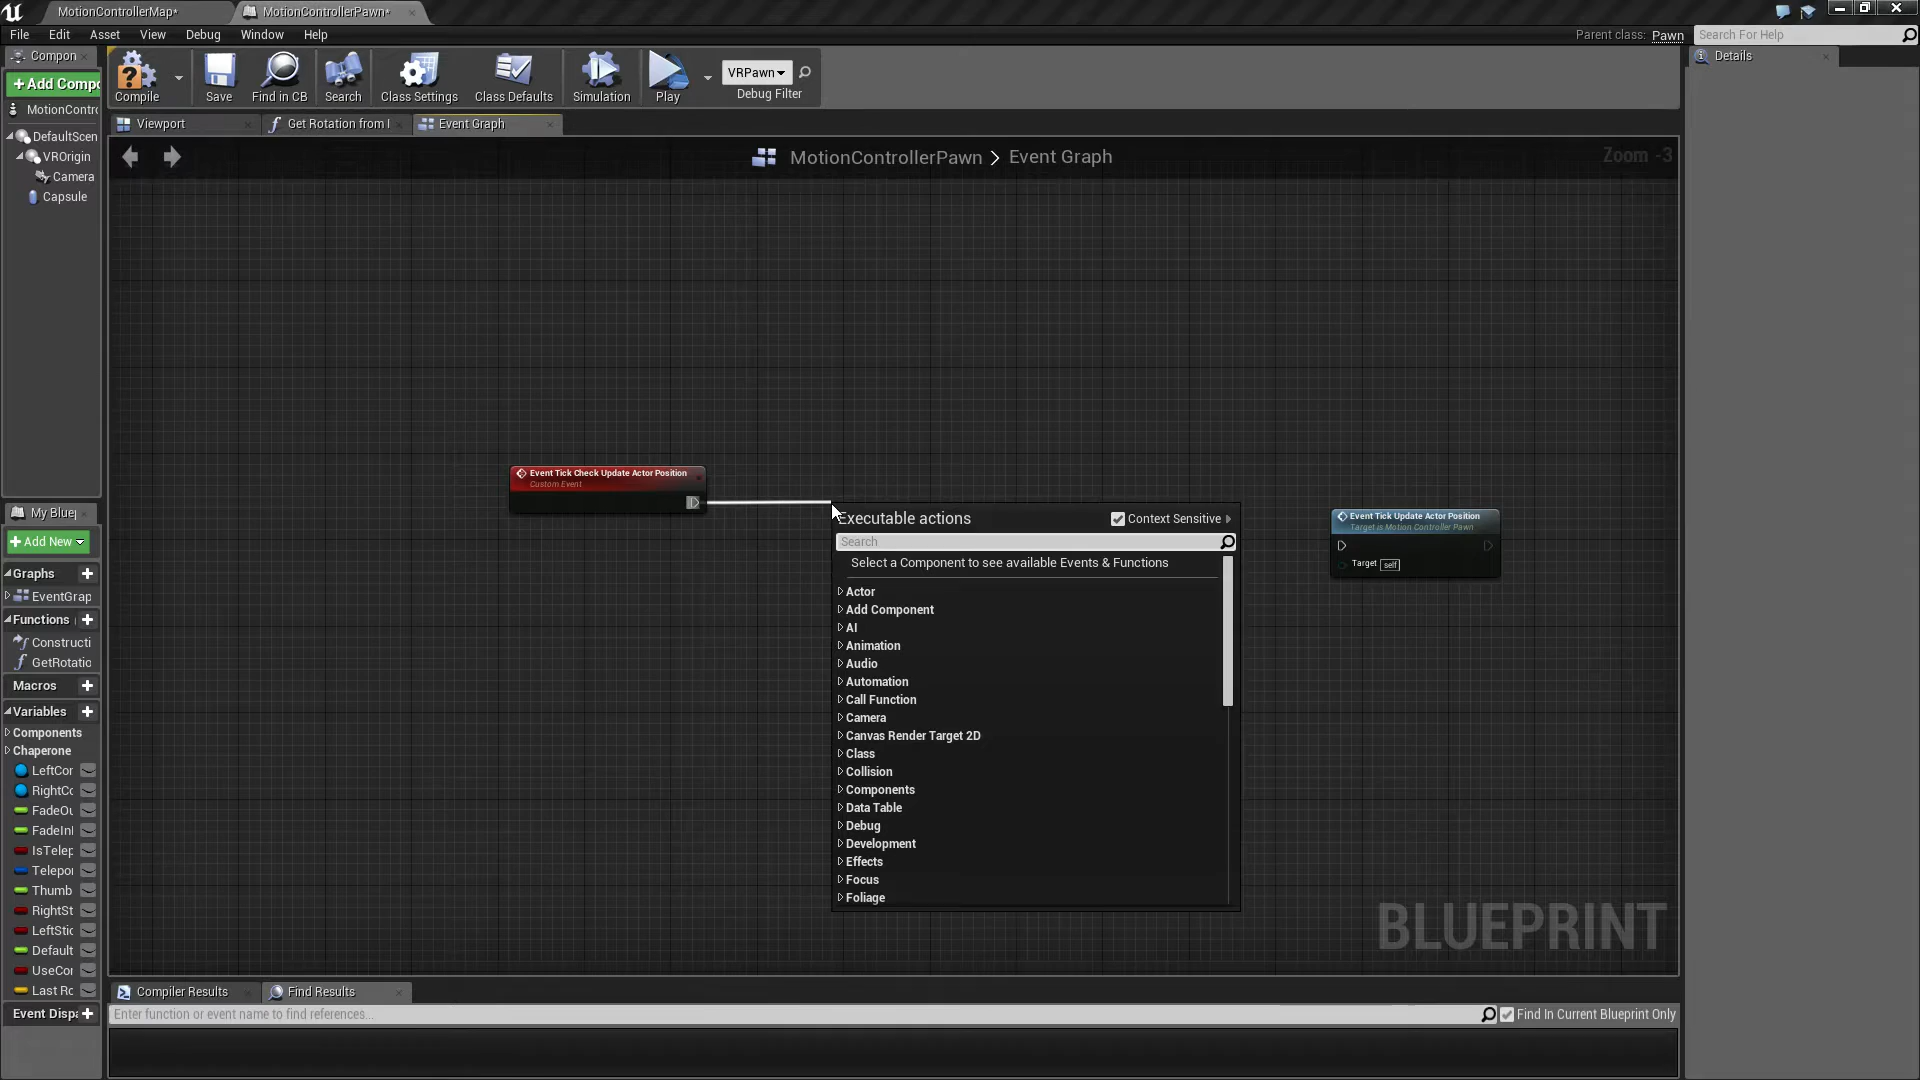 MotionControllerMap*
MotionControllerPawn*
File Edit Asset View Debug Window Help
Parent class: Pawn
Search For Help
Compon
Details
+Add Compo
Compile
Save
Find in CB
Search
Class Settings
Class Defaults
Simulation
Play
VRPawn
Debug Filter
MotionContro
DefaultScen
VROrigin
Camera
Capsule
Viewport
Get Rotation from I
Event Graph
MotionControllerPawn > Event Graph
Zoom -3
Event Tick Check Update Actor Position
Custom Event
Executable actions
Context Sensitive
Search
Select a Component to see available Events & Functions
Actor
Add Component
AI
Animation
Audio
Automation
Call Function
Camera
Canvas Render Target 2D
Class
Collision
Components
Data Table
Debug
Development
Effects
Focus
Foliage
Event Tick Update Actor Position
Target is Motion Controller Pawn
Target self
BLUEPRINT
My Bluep
+Add New
Graphs
EventGrap
Functions
Constructi
GetRotatio
Macros
Variables
Components
Chaperone
LeftCor
RightCo
FadeOu
FadeInI
IsTelep
Telepor
Thumb
RightSt
LeftStic
Default
UseCor
Last Ro
Event Dispa
Compiler Results
Find Results
Enter function or event name to find references...
Find In Current Blueprint Only